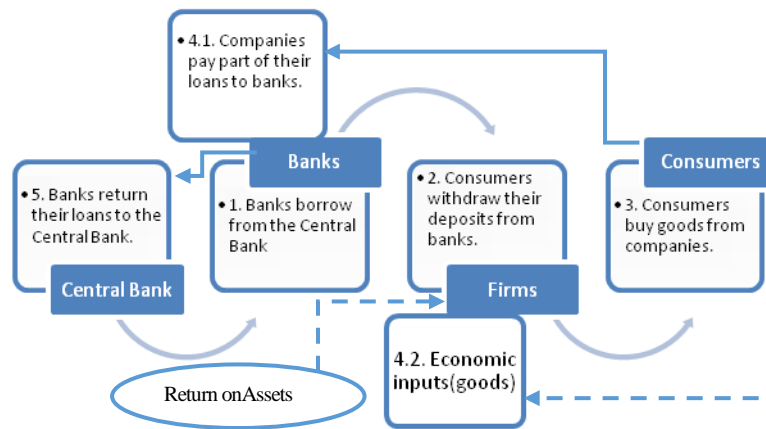 • 4.1. Companies
pay part of their
loans to banks.
Banks
Consumers
• 5. Banks return
their loans to the
Central Bank.
Central Bank
• 1. Banks borrow
from the Central
Bank
• 2. Consumers
withdraw their
deposits from
banks.
Firms
• 3. Consumers
buy goods from
companies.
4.2. Economic
inputs(goods)
Return onAssets